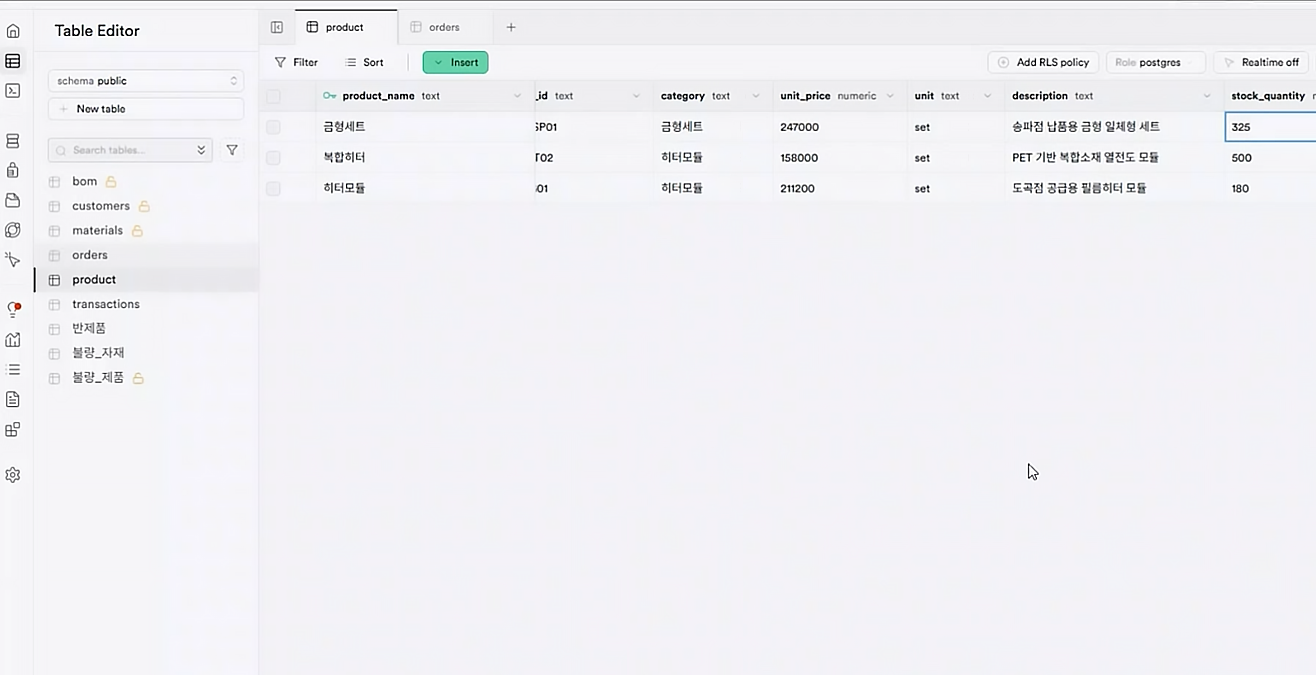 Table Editor
product
orders
schema public
New table
Search tables...
Filter
Sort
Insert
Add RLS policy
Role postgres
Realtime off
product_name text
_id text
category text
unit_price numeric
unit text
description text
stock_quantity
금형세트
SP01
금형세트
247000
set
송파점 납품용 금형 일체형 세트
325
복합히터
T02
히터모듈
158000
set
PET 기반 복합소재 열전도 모듈
500
히터모듈
01
히터모듈
211200
set
도곡점 공급용 필름히터 모듈
180
bom
customers
materials
orders
product
transactions
반제품
불량_자재
불량_제품